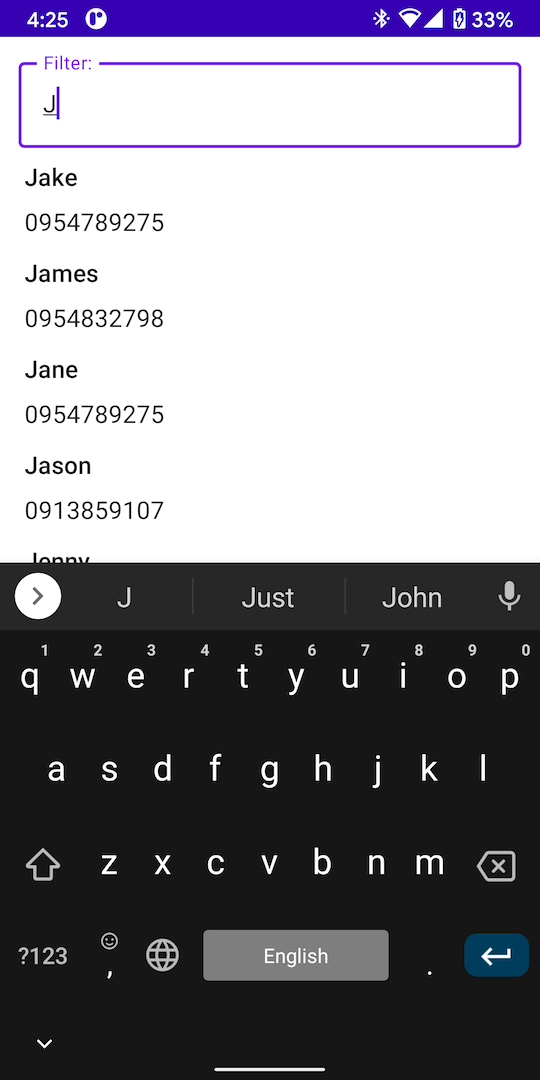 4:25 33%
Filter:
J
Jake
0954789275
James
0954832798
Jane
0954789275
Jason
0913859107
Jenny
J Just John
1 2 3 4 5 6 7 8 9 0
q w e r t y u i o p
a s d f g h j k l
z x c v b n m
?123 , English .